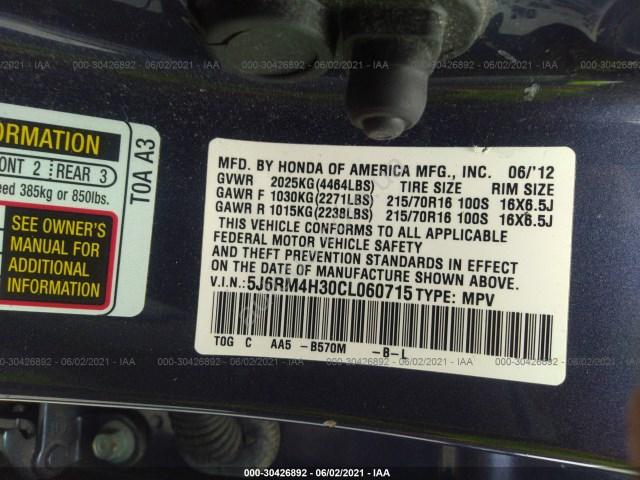 000-30426892 - 06/02/2021 - IAA
ORMATION
ONT 2 REAR 3
eed 385kg or 850lbs.
TOA A3
SEE OWNER'S
MANUAL FOR
ADDITIONAL
INFORMATION
MFD. BY HONDA OF AMERICA MFG., INC. 06/'12
GVWR 2025KG(4464LBS) TIRE SIZE RIM SIZE
GAWR F 1030KG(2271LBS) 215/70R16 100S 16X6.5J
GAWR R 1015KG(2238LBS) 215/70R16 100S 16X6.5J
THIS VEHICLE CONFORMS TO ALL APPLICABLE
FEDERAL MOTOR VEHICLE SAFETY
AND THEFT PREVENTION STANDARDS IN EFFECT
ON THE DATE OF MANUFACTURE SHOWN ABOVE.
V.I.N.: 5J6RM4H30CL060715 TYPE: MPV
TOG C AA5 -B570M -B-L
000-30426892 - 06/02/2021 - IAA